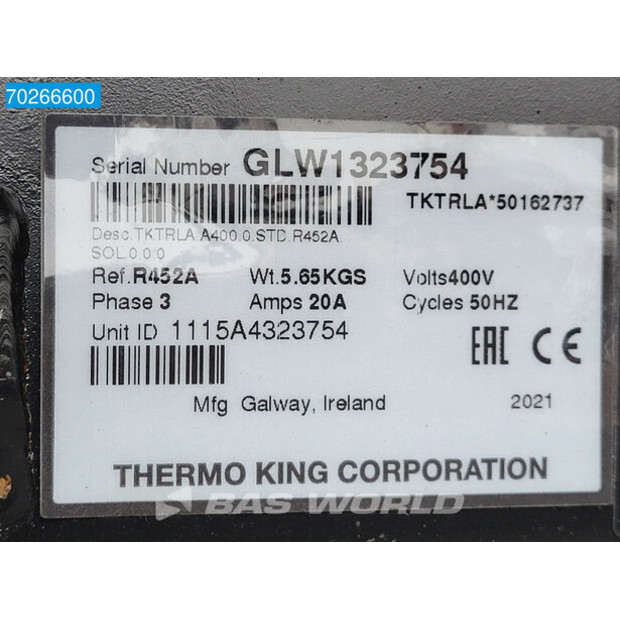 70266600
Serial Number GLW1323754
TKTRLA*50162737
Desc.TKTRLA.A400.0.STD.R452A.
SOL.0.0.0
Ref.R452A Wt.5.65KGS Volts400V
Phase 3 Amps 20A Cycles 50HZ
Unit ID 1115A4323754
EAC CE
Mfg Galway, Ireland 2021
THERMO KING CORPORATION
BAS WORLD